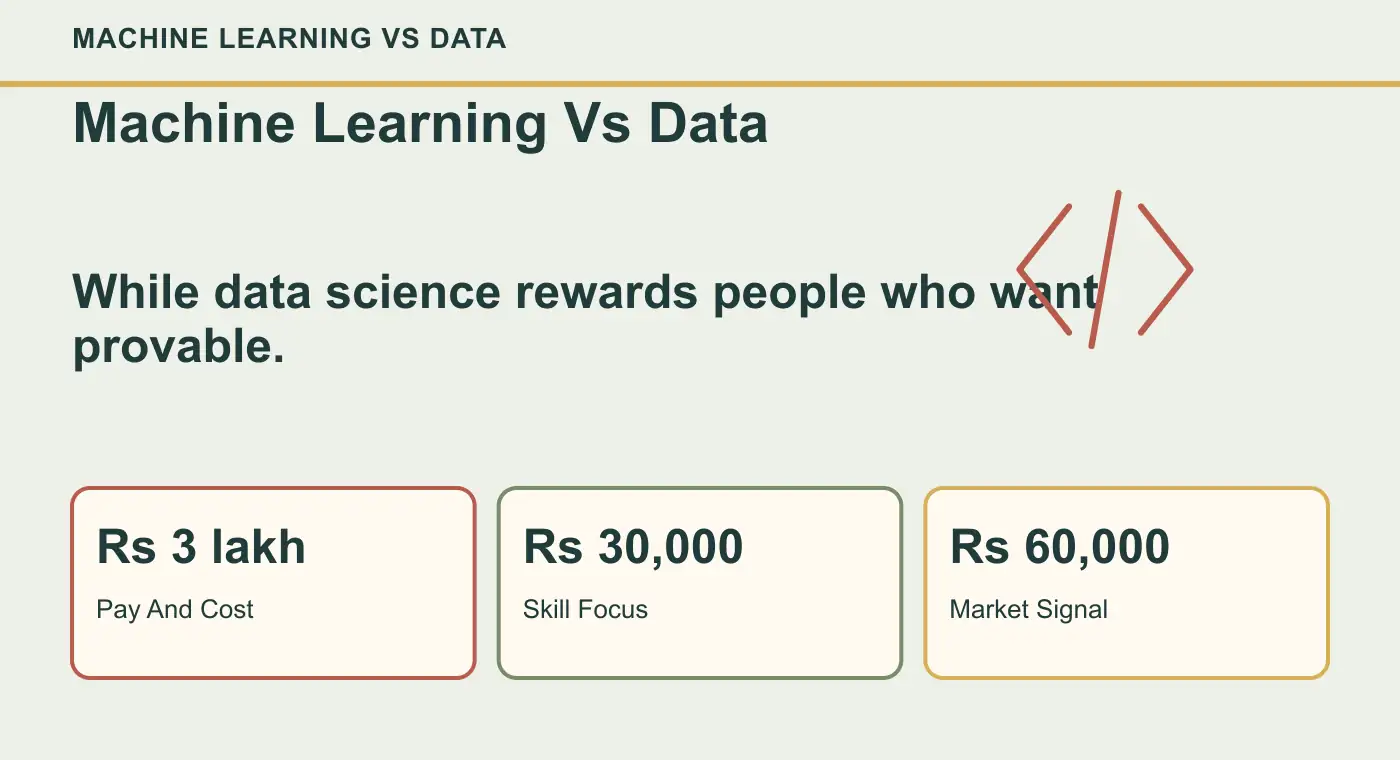 MACHINE LEARNING VS DATA
Machine Learning Vs Data
While data science rewards people who want
provable.
Rs 3 lakh
Pay And Cost
Rs 30,000
Skill Focus
Rs 60,000
Market Signal